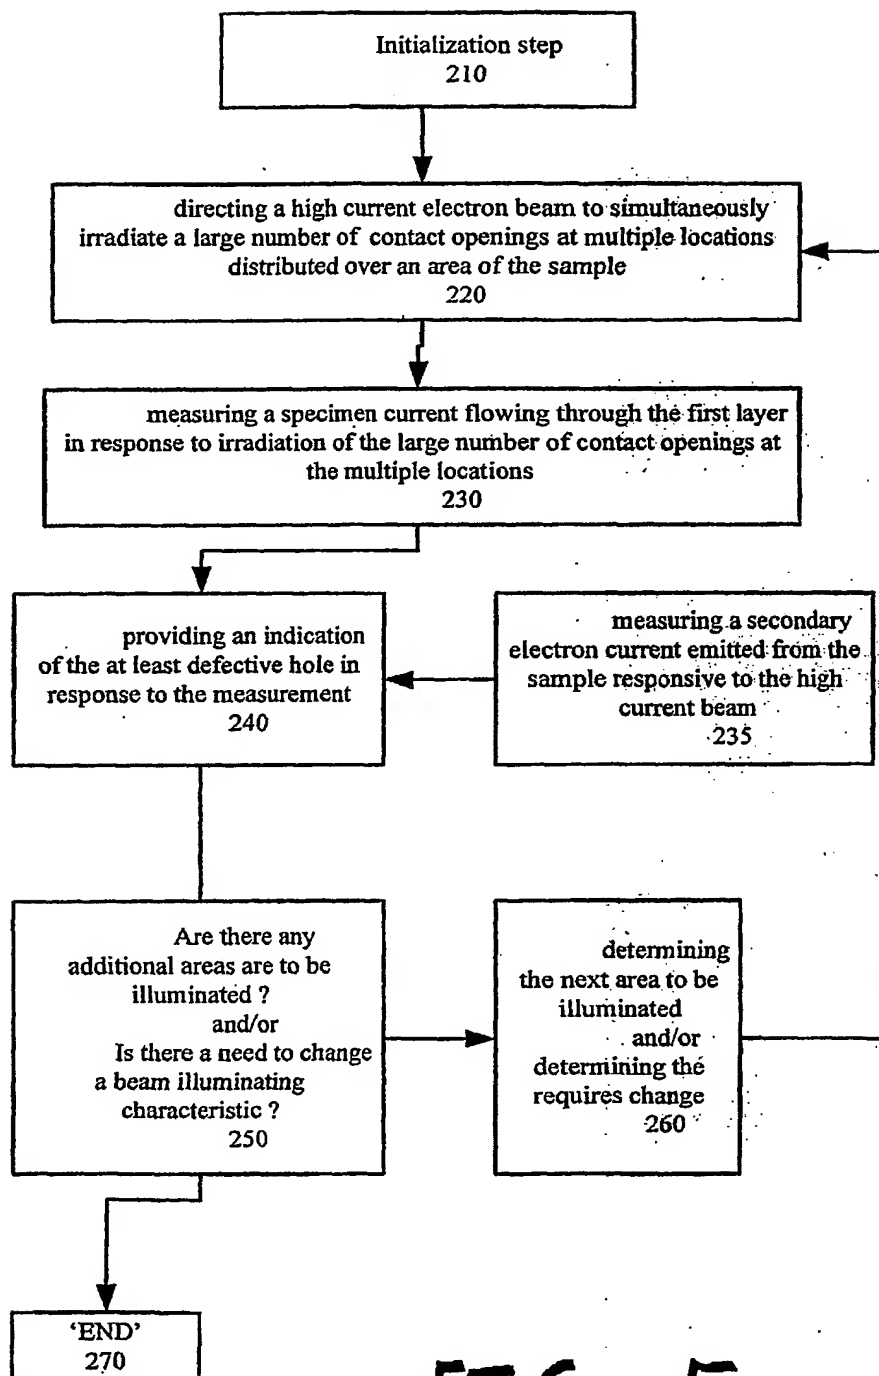 Initialization step
210
directing a high current electron beam to simultaneously
irradiate a large number of contact openings at multiple locations
distributed over an area of the sample
220
measuring a specimen current flowing through the first layer
in response to irradiation of the large number of contact openings at
the multiple locations
230
providing an indication
of the at least defective hole in
response to the measurement
240
measuring a secondary
electron current emitted from the
sample responsive to the high
current beam
235
Are there any
additional areas are to be
illuminated ?
and/or
Is there a need to change
a beam illuminating
characteristic ?
250
determining
the next area to be
illuminated
and/or
determining the
requires change
260
'END'
270